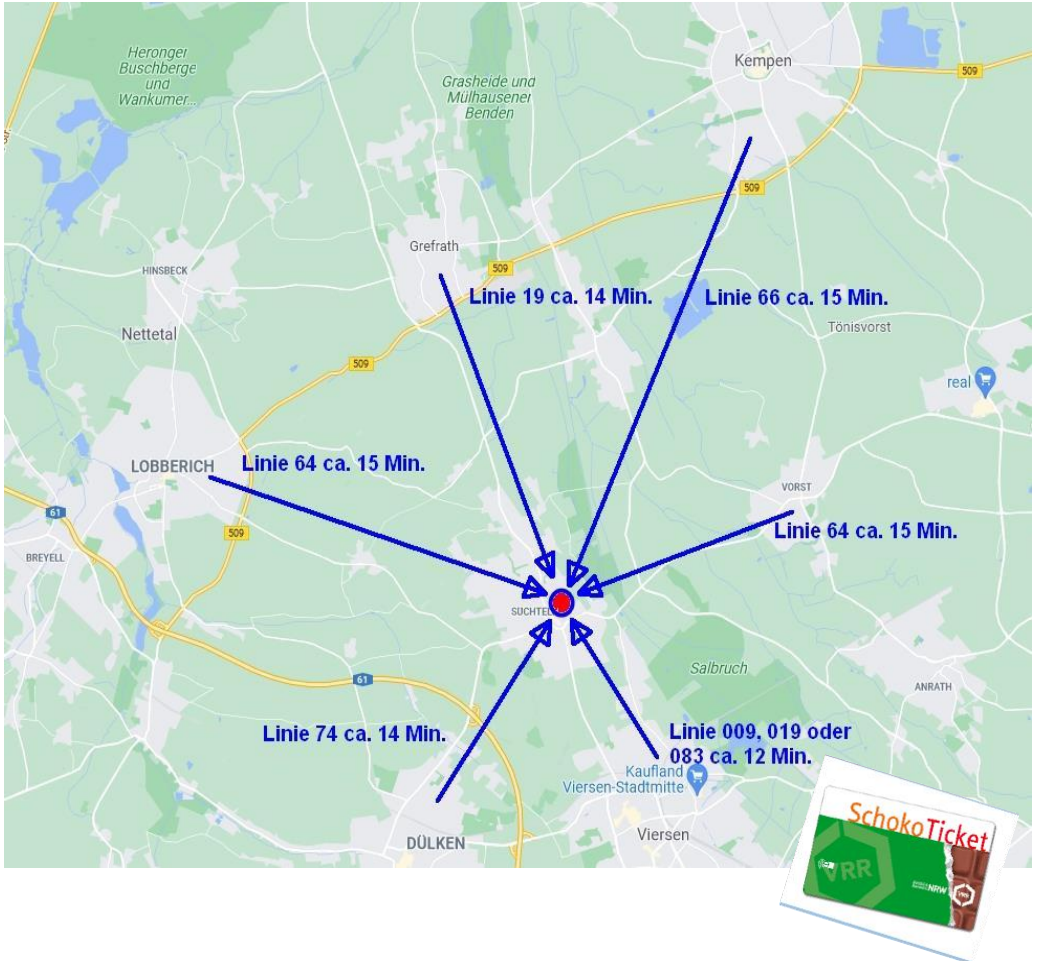 Heronger
Buschberge
und
Wankumer...
Grasheide und
Mülhausener
Benden
Kempen
509
509
Grefrath
HINSBECK
509
Linie 19 ca. 14 Min.
Linie 66 ca. 15 Min.
Nettetal
Tönisvorst
509
real
LOBBERICH
Linie 64 ca. 15 Min.
VORST
61
509
Linie 64 ca. 15 Min.
BREYELL
SÜCHTEL
Salbruch
61
ANRATH
Linie 74 ca. 14 Min.
Linie 009, 019 oder
083 ca. 12 Min.
Kaufland
Viersen-Stadtmitte
DÜLKEN
Viersen
SchokoTicket
VRR
NRW